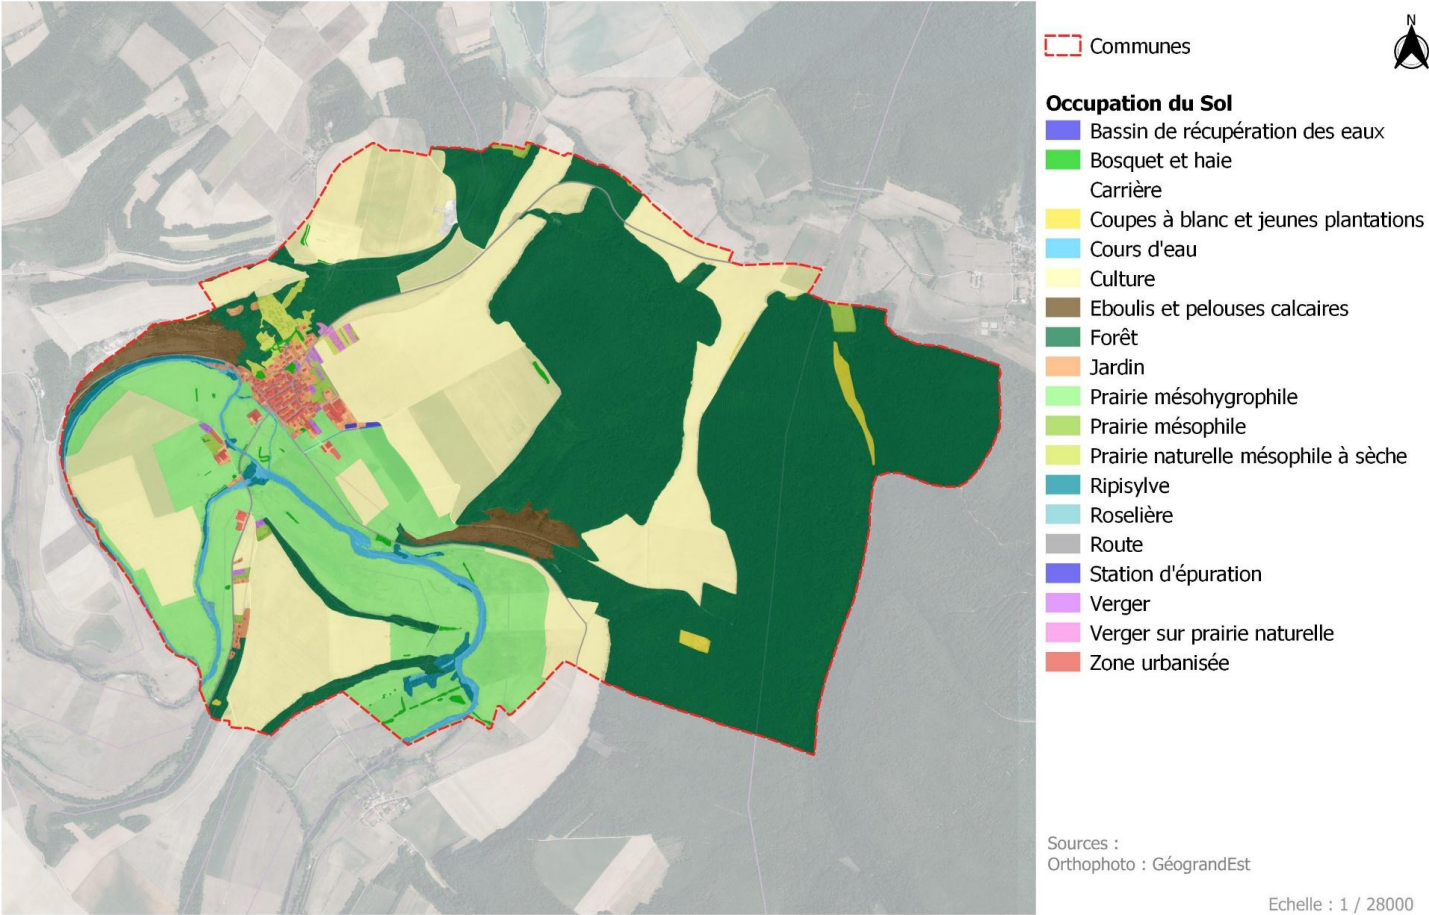 N
Communes
Occupation du Sol
Bassin de récupération des eaux
Bosquet et haie
Carrière
Coupes à blanc et jeunes plantations
Cours d'eau
Culture
Eboulis et pelouses calcaires
Forêt
Jardin
Prairie mésohygrophile
Prairie mésophile
Prairie naturelle mésophile à sèche
Ripisylve
Roselière
Route
Station d'épuration
Verger
Verger sur prairie naturelle
Zone urbanisée
Sources :
Orthophoto : GéograndEst
Echelle : 1 / 28000